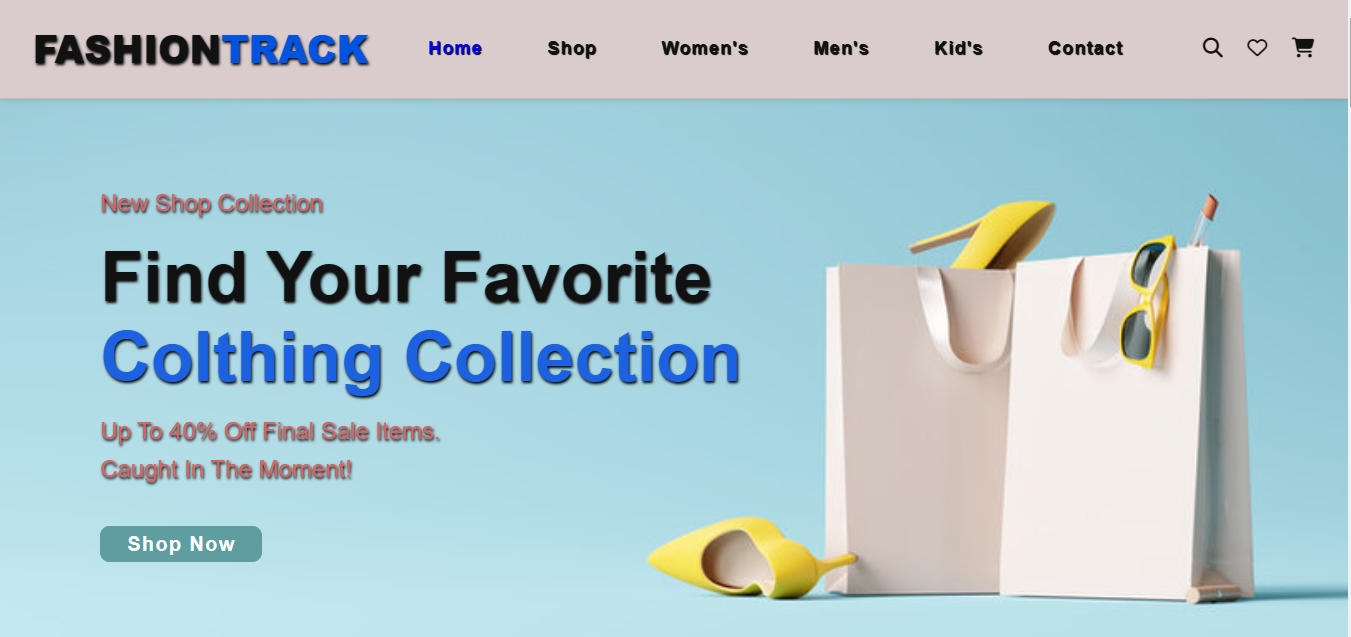 FASHIONTRACK Home Shop Women's Men's Kid's Contact
New Shop Collection
Find Your Favorite
Colthing Collection
Up To 40% Off Final Sale Items.
Caught In The Moment!
Shop Now